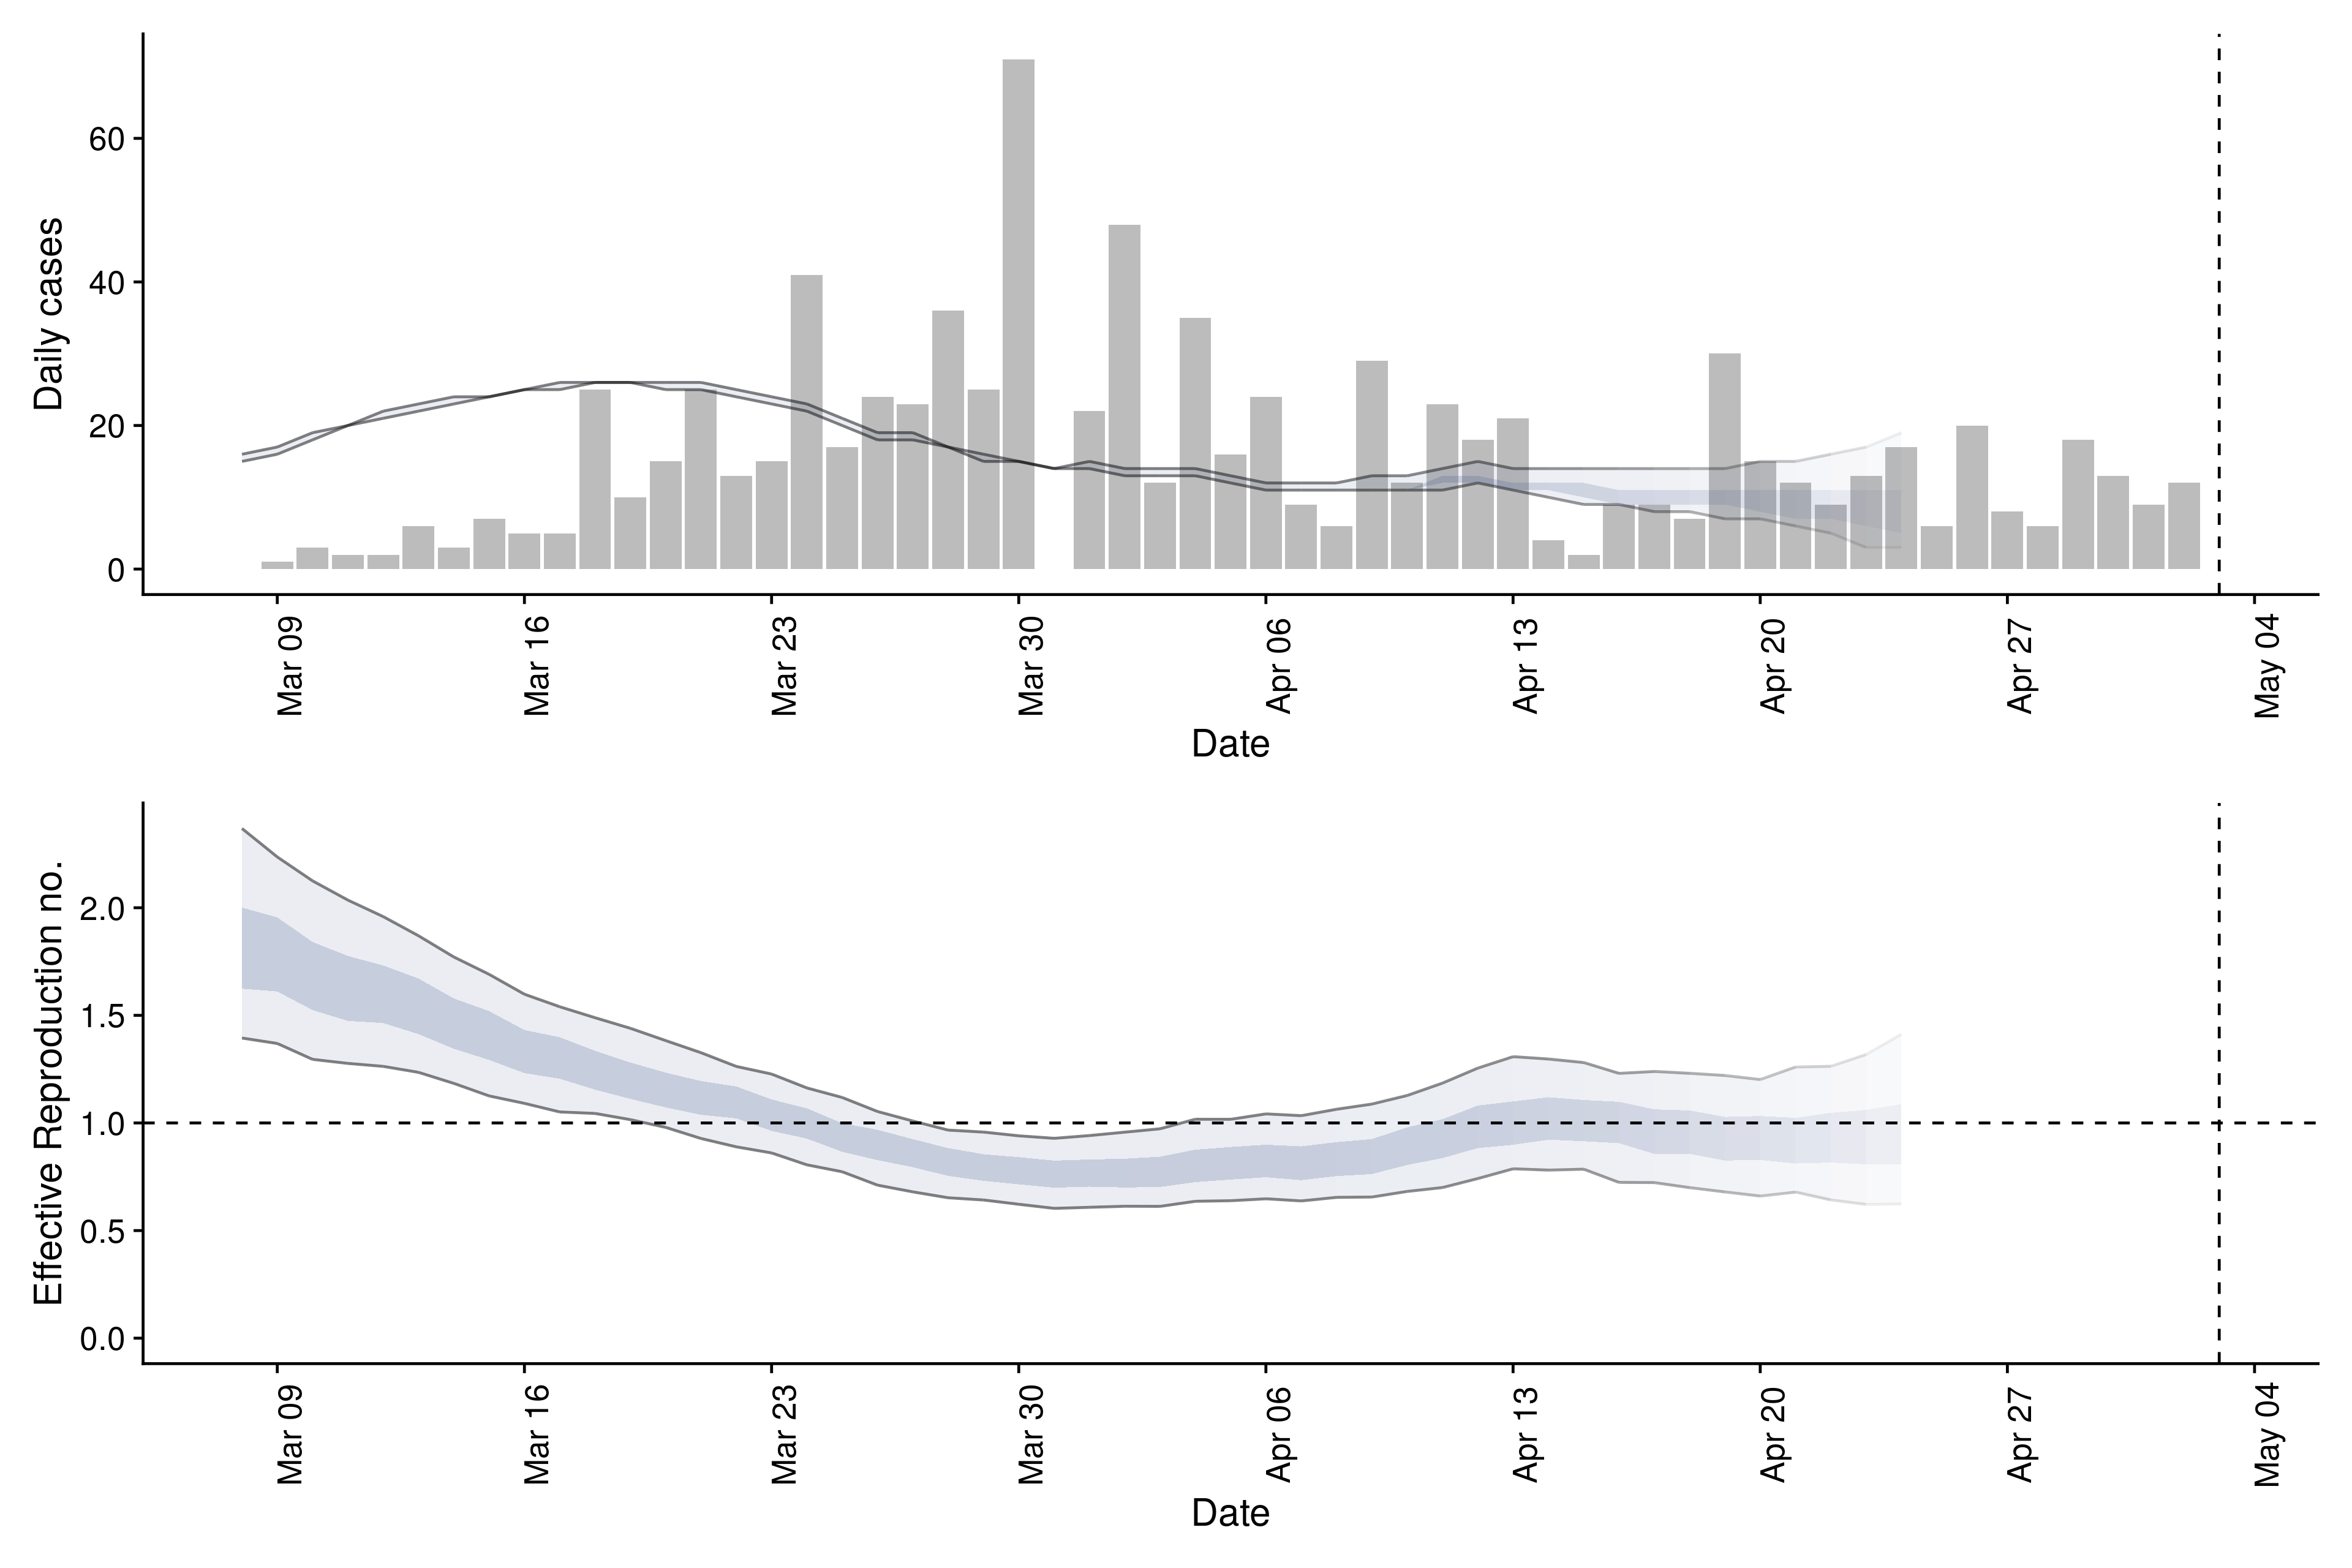 Daily cases
60
40
20
0
Mar 09
Mar 16
Mar 23
Mar 30
Apr 06
Apr 13
Apr 20
Apr 27
May 04
Date
Effective Reproduction no.
2.0
1.5
1.0
0.5
0.0
Mar 09
Mar 16
Mar 23
Mar 30
Apr 06
Apr 13
Apr 20
Apr 27
May 04
Date